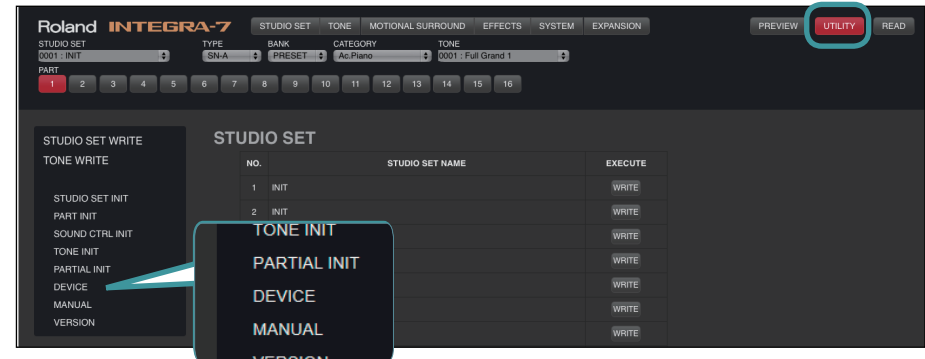 Roland INTEGRA-7 STUDIO SET TONE MOTIONAL SURROUND EFFECTS SYSTEM EXPANSION PREVIEW UTILITY READ
STUDIO SET TYPE BANK CATEGORY TONE
0001 : INIT SN-A PRESET Ac.Piano 0001 : Full Grand 1
PART
1 2 3 4 5 6 7 8 9 10 11 12 13 14 15 16
STUDIO SET WRITE
TONE WRITE
STUDIO SET INIT
PART INIT
SOUND CTRL INIT
TONE INIT
PARTIAL INIT
DEVICE
MANUAL
VERSION
STUDIO SET
NO. STUDIO SET NAME EXECUTE
1 INIT WRITE
2 INIT WRITE
WRITE
WRITE
WRITE
WRITE
WRITE
TONE INIT
PARTIAL INIT
DEVICE
MANUAL
VERSION